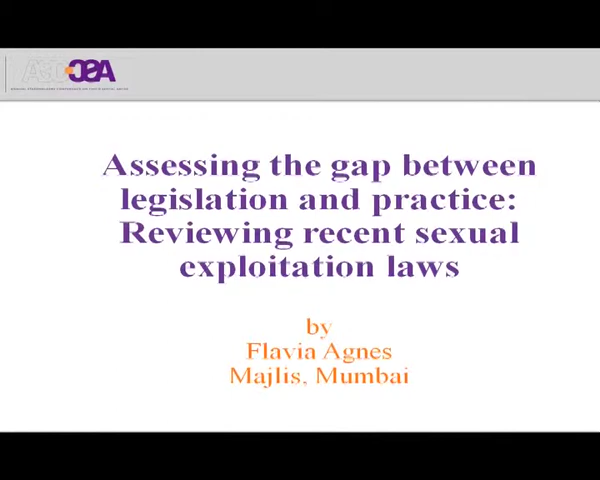 Assessing the gap between
legislation and practice:
Reviewing recent sexual
exploitation laws
by
Flavia Agnes
Majlis, Mumbai